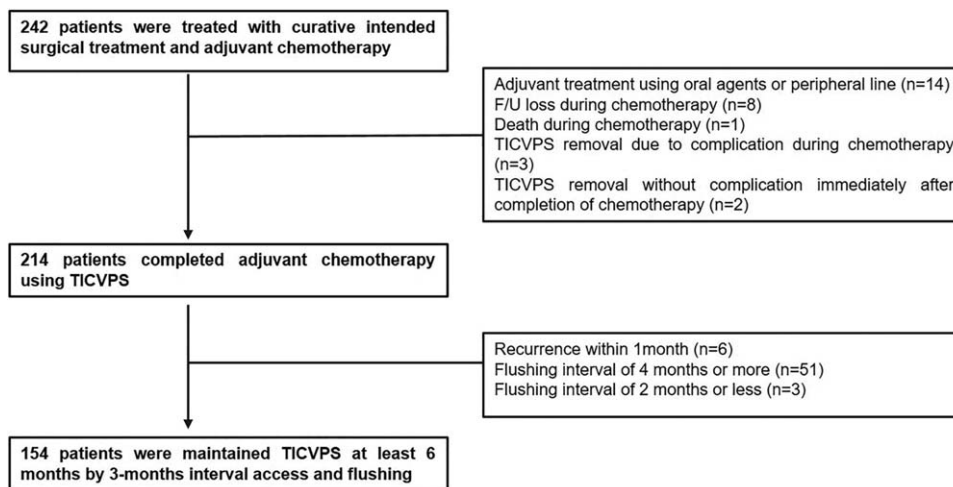 242 patients were treated with curative intended
surgical treatment and adjuvant chemotherapy
Adjuvant treatment using oral agents or peripheral line (n=14)
F/U loss during chemotherapy (n=8)
Death during chemotherapy (n=1)
TICVPS removal due to complication during chemotherapy
(n=3)
TICVPS removal without complication immediately after
completion of chemotherapy (n=2)
214 patients completed adjuvant chemotherapy
using TICVPS
Recurrence within 1month (n=6)
Flushing interval of 4 months or more (n=51)
Flushing interval of 2 months or less (n=3)
154 patients were maintained TICVPS at least 6
months by 3-months interval access and flushing